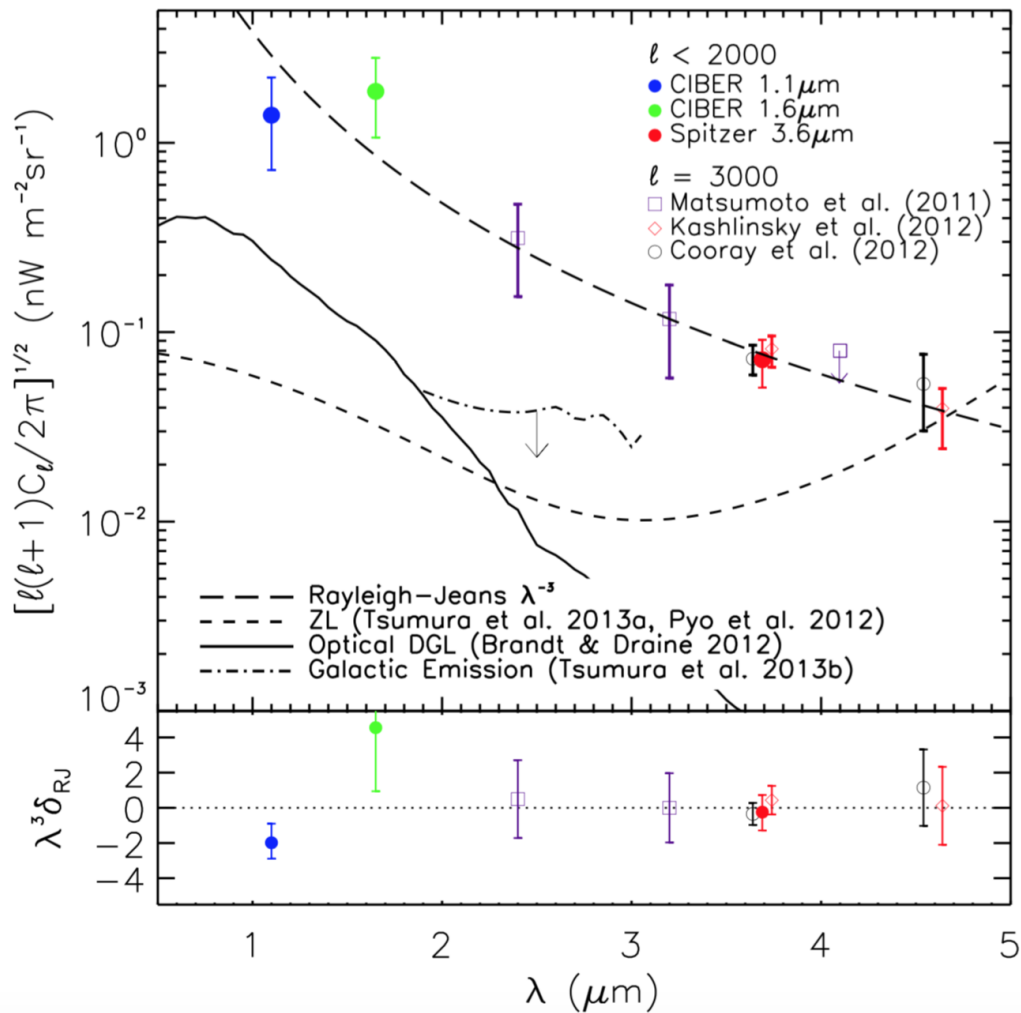 [ℓ(ℓ+1)Cℓ/2π]^1/2 (nW m⁻²sr⁻¹)
10⁰
10⁻¹
10⁻²
10⁻³
ℓ < 2000
CIBER 1.1μm
CIBER 1.6μm
Spitzer 3.6μm
ℓ = 3000
Matsumoto et al. (2011)
Kashlinsky et al. (2012)
Cooray et al. (2012)
Rayleigh−Jeans λ⁻³
ZL (Tsumura et al. 2013a, Pyo et al. 2012)
Optical DGL (Brandt & Draine 2012)
Galactic Emission (Tsumura et al. 2013b)
λ³δRJ
4
2
0
−2
−4
1 2 3 4 5
λ (μm)